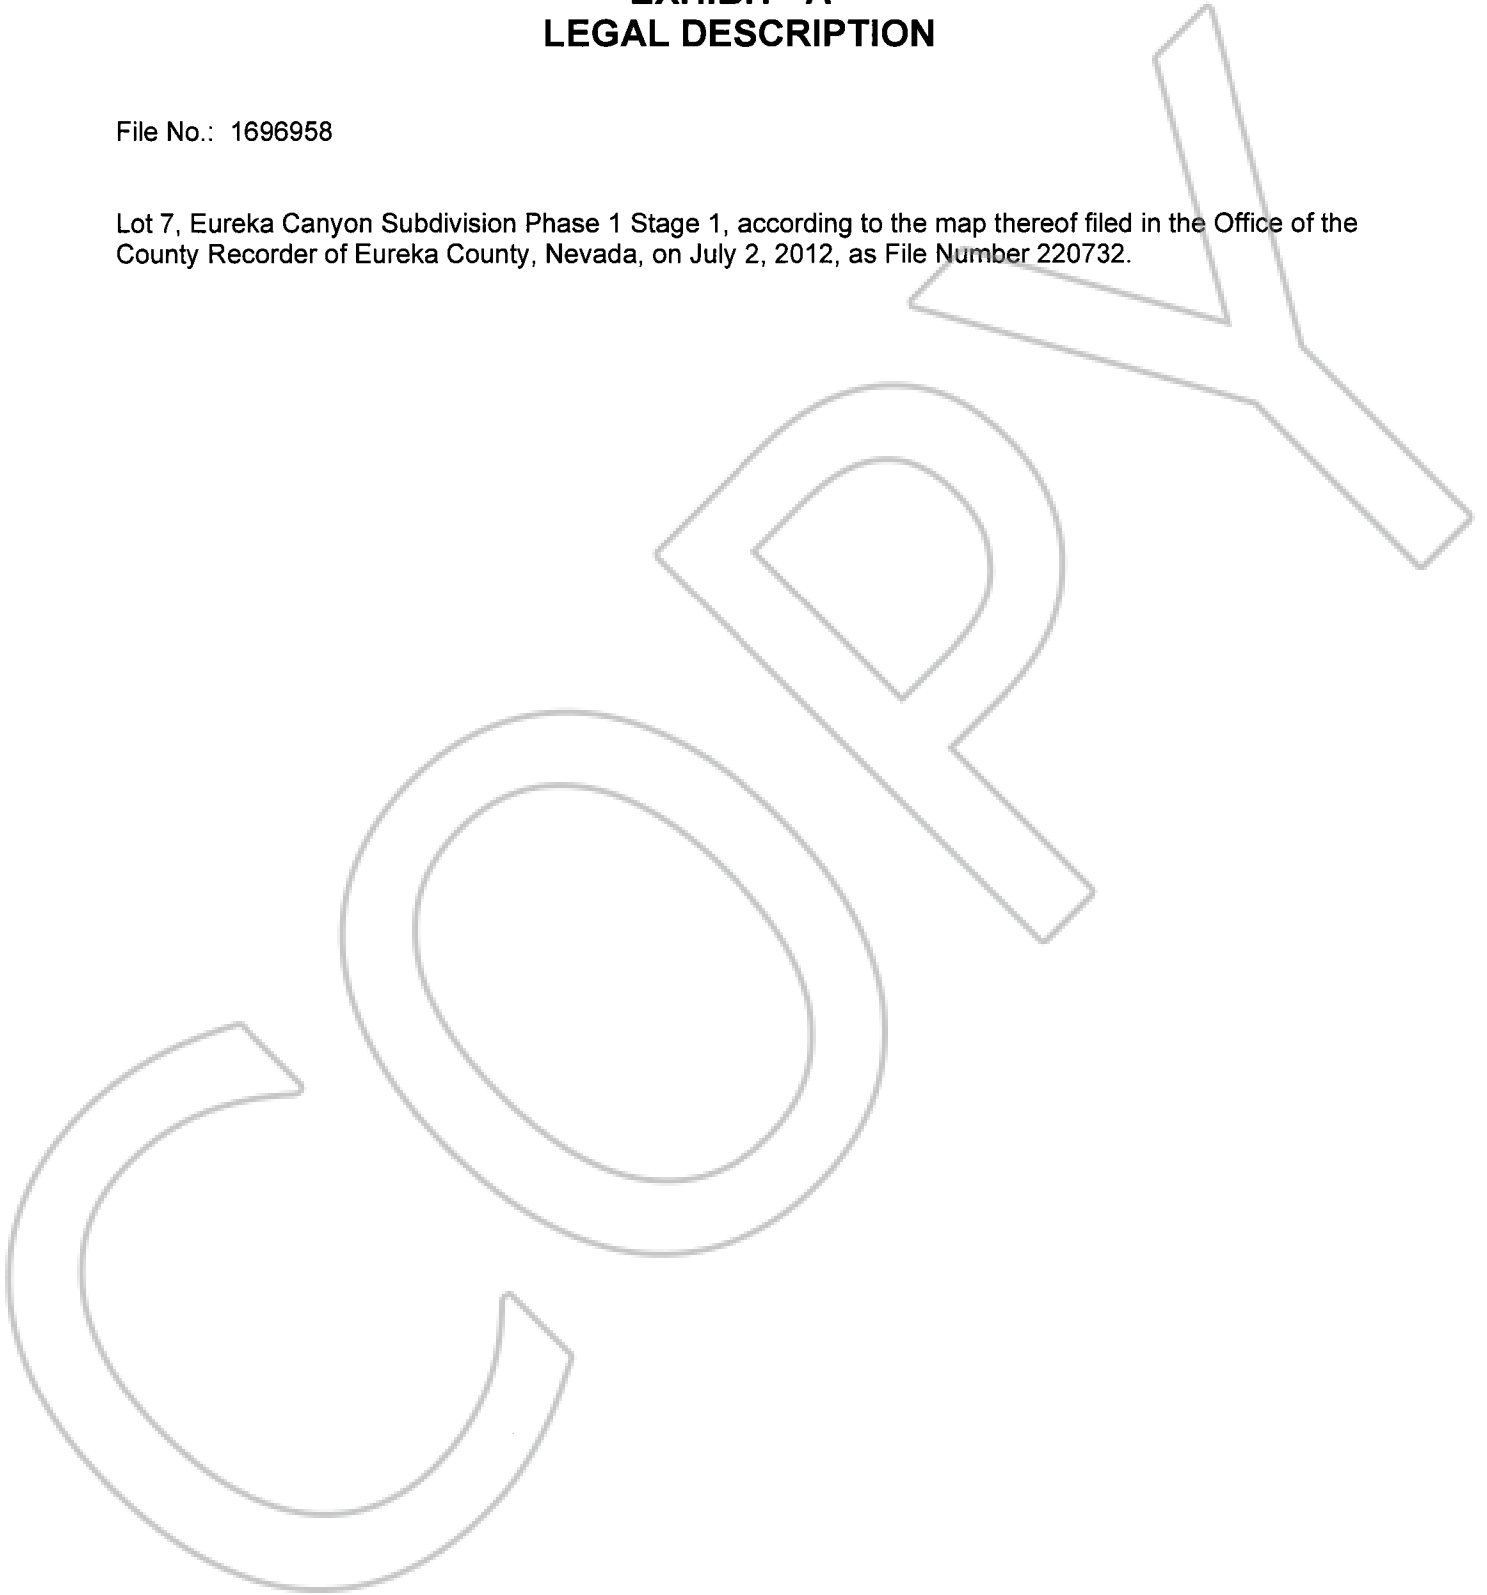 EXHIBIT "A"
LEGAL DESCRIPTION
File No.: 1696958
Lot 7, Eureka Canyon Subdivision Phase 1 Stage 1, according to the map thereof filed in the Office of the
County Recorder of Eureka County, Nevada, on July 2, 2012, as File Number 220732.
COPY